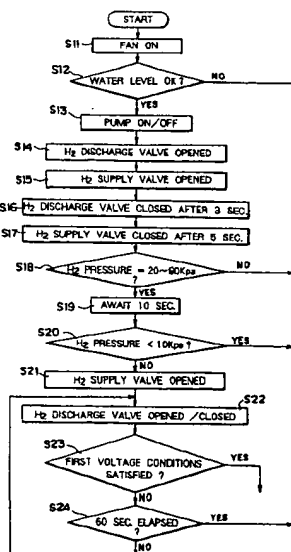 START
S11
FAN ON
S12
WATER LEVEL OK?
NO
YES
S13
PUMP ON/OFF
S14
H2 DISCHARGE VALVE OPENED
S15
H2 SUPPLY VALVE OPENED
S16
H2 DISCHARGE VALVE CLOSED AFTER 3 SEC.
S17
H2 SUPPLY VALVE CLOSED AFTER 5 SEC.
S18
H2 PRESSURE = 20~90Kpa
?
NO
YES
S19
AWAIT 10 SEC.
S20
H2 PRESSURE < 10Kpa?
YES
NO
S21
H2 SUPPLY VALVE OPENED
S22
H2 DISCHARGE VALVE OPENED /CLOSED
S23
FIRST VOLTAGE CONDITIONS
SATISFIED ?
YES
NO
S24
60 SEC. ELAPSED
?
YES
NO